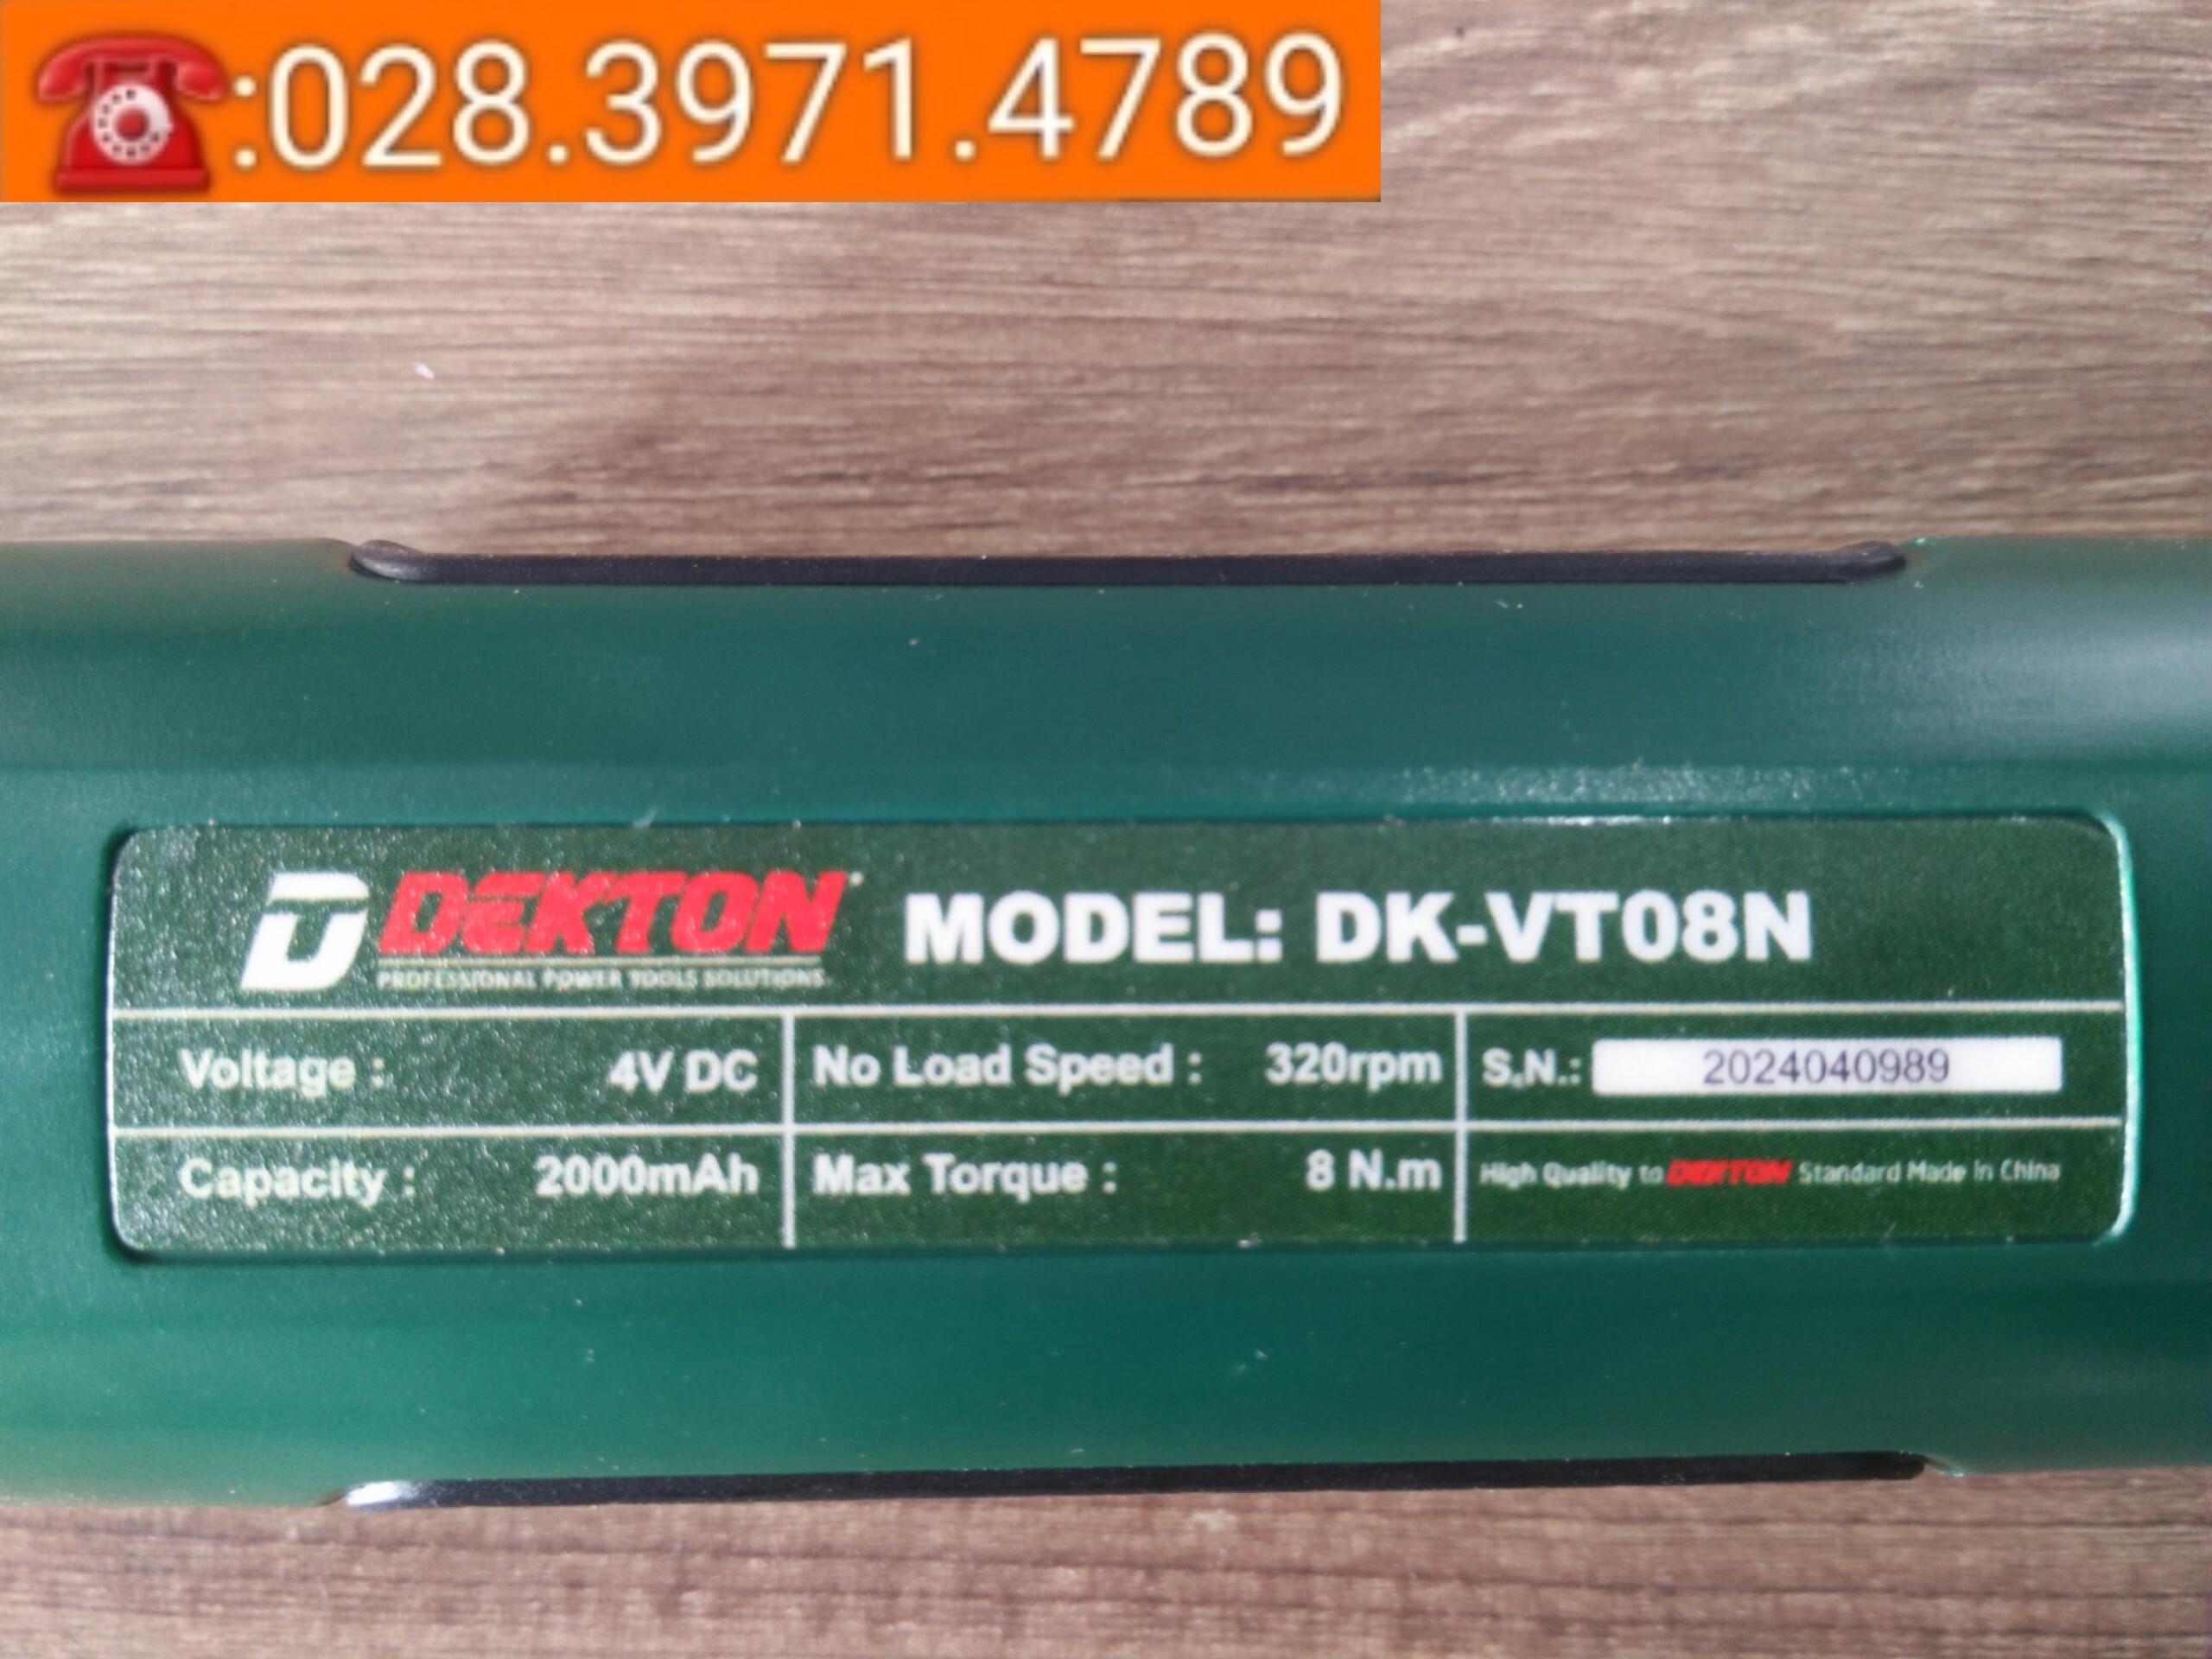 :028.3971.4789
DEKTON MODEL: DK-VT08N
PROFESSIONAL POWER TOOLS SOLUTIONS.
Voltage : 4V DC No Load Speed : 320rpm S.N.: 2024040989
Capacity : 2000mAh Max Torque : 8 N.m High Quality to DEKTON Standard Made in China